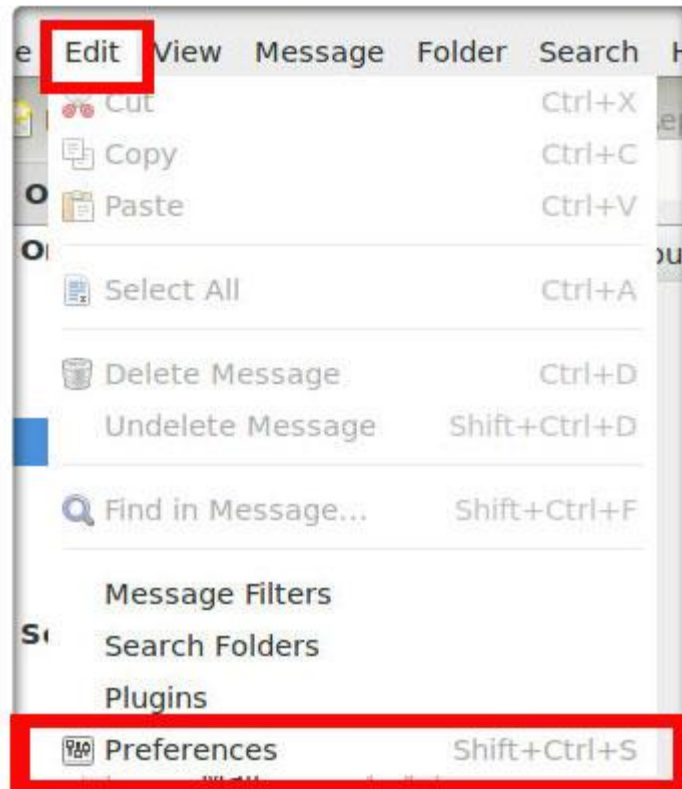 e Edit View Message Folder Search H
Cut Ctrl+X
Copy Ctrl+C
Paste Ctrl+V
Select All Ctrl+A
Delete Message Ctrl+D
Undelete Message Shift+Ctrl+D
Find in Message... Shift+Ctrl+F
Message Filters
Search Folders
Plugins
Preferences Shift+Ctrl+S